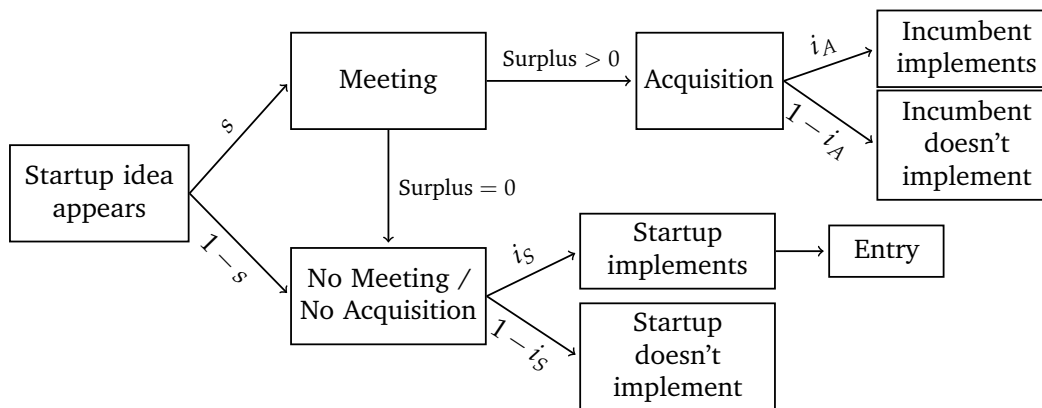 Startup idea
appears
s
1 − s
Meeting
Surplus > 0
Surplus = 0
Acquisition
i_A
1 − i_A
Incumbent
implements
Incumbent
doesn't
implement
No Meeting /
No Acquisition
i_S
1 − i_S
Startup
implements
Entry
Startup
doesn't
implement